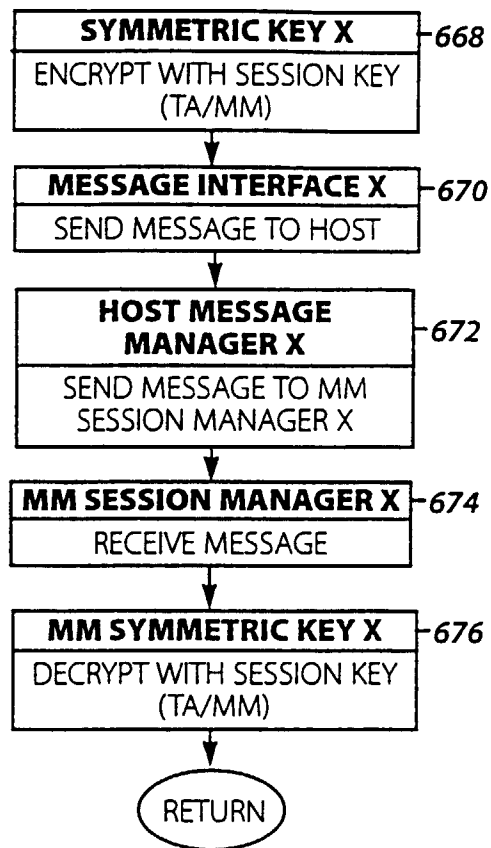 SYMMETRIC KEY X
668
ENCRYPT WITH SESSION KEY
(TA/MM)
MESSAGE INTERFACE X
670
SEND MESSAGE TO HOST
HOST MESSAGE
MANAGER X
672
SEND MESSAGE TO MM
SESSION MANAGER X
MM SESSION MANAGER X
674
RECEIVE MESSAGE
MM SYMMETRIC KEY X
676
DECRYPT WITH SESSION KEY
(TA/MM)
RETURN